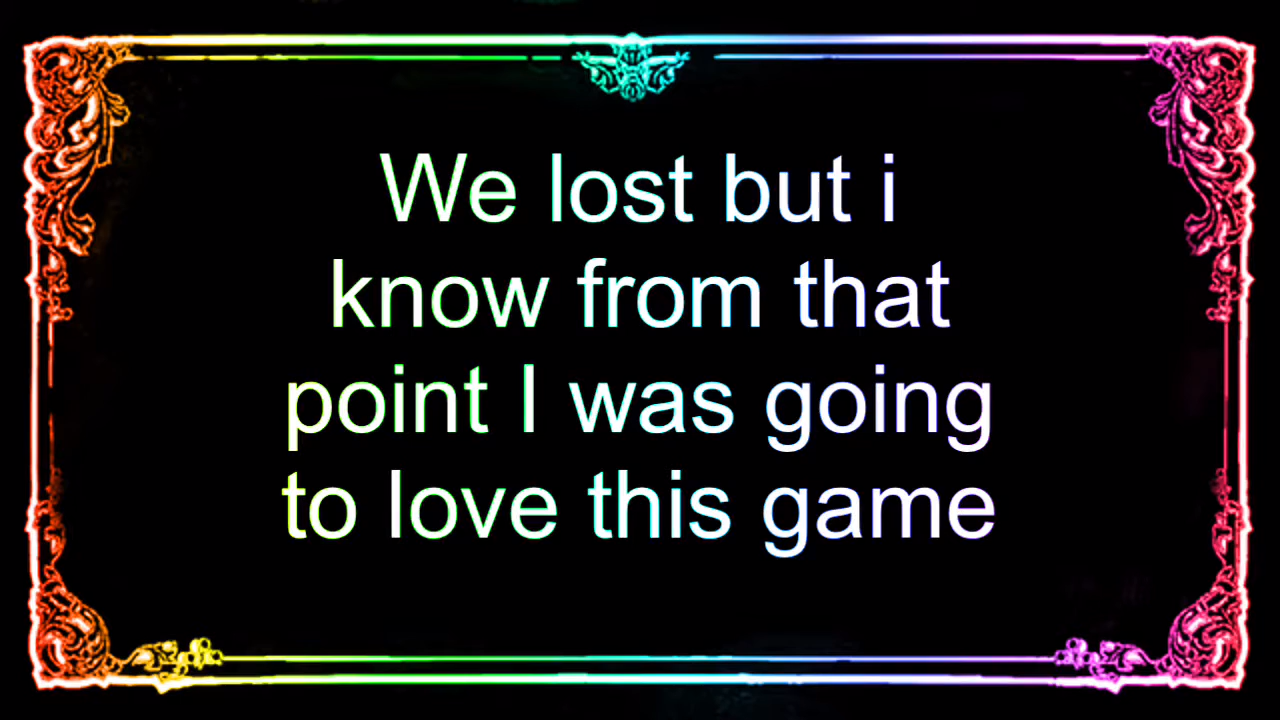 We lost but i
know from that
point I was going
to love this game